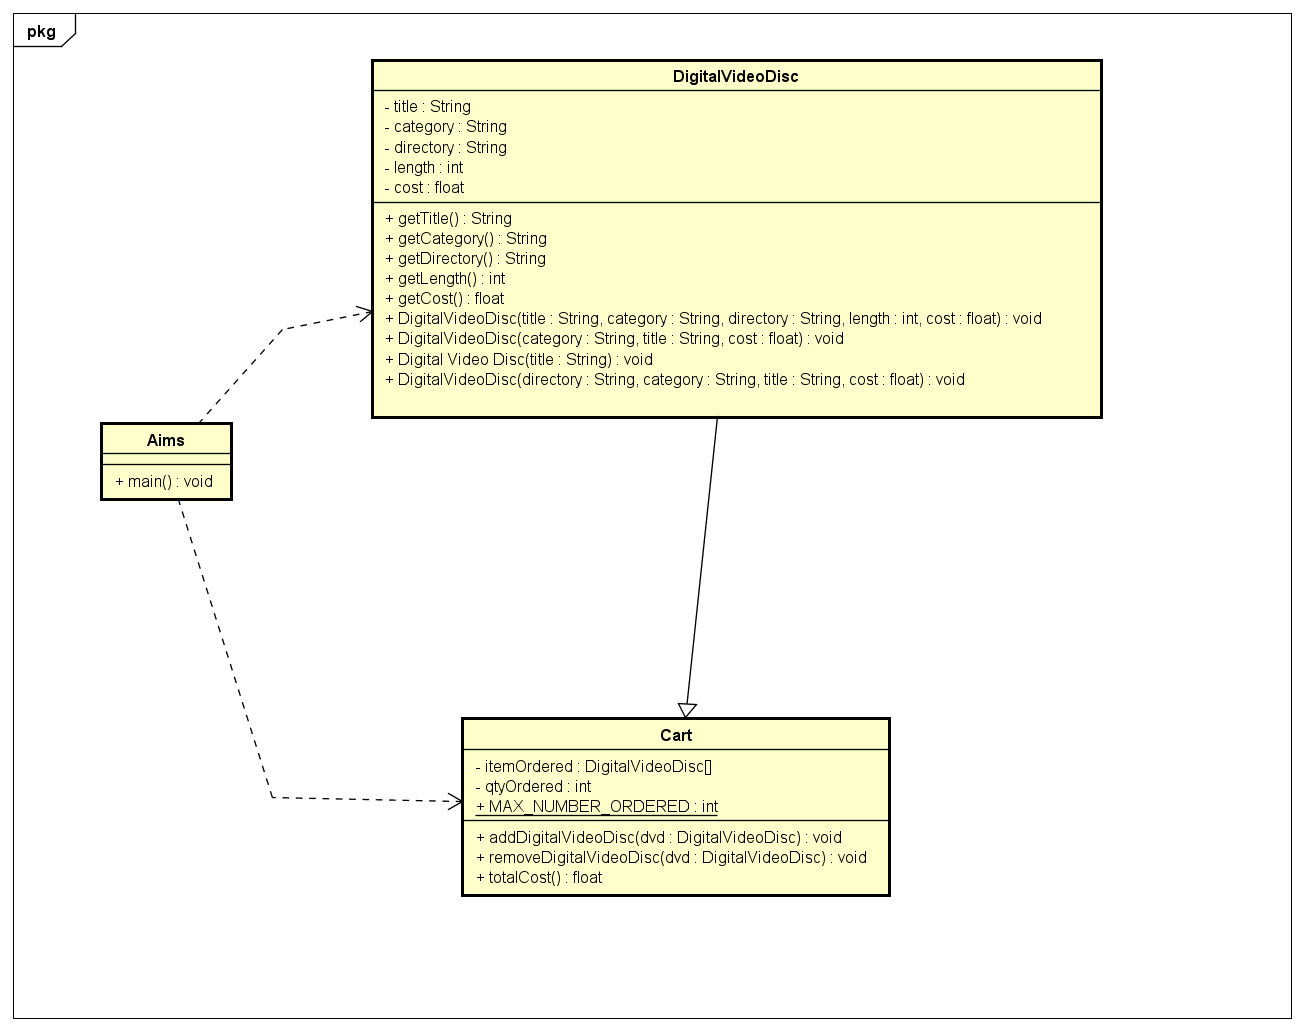 pkg
DigitalVideoDisc
- title : String
- category : String
- directory : String
- length : int
- cost : float
+ getTitle() : String
+ getCategory() : String
+ getDirectory() : String
+ getLength() : int
+ getCost() : float
+ DigitalVideoDisc(title : String, category : String, directory : String, length : int, cost : float) : void
+ DigitalVideoDisc(category : String, title : String, cost : float) : void
+ Digital Video Disc(title : String) : void
+ DigitalVideoDisc(directory : String, category : String, title : String, cost : float) : void
Aims
+ main() : void
Cart
- itemOrdered : DigitalVideoDisc[]
- qtyOrdered : int
+ MAX_NUMBER_ORDERED : int
+ addDigitalVideoDisc(dvd : DigitalVideoDisc) : void
+ removeDigitalVideoDisc(dvd : DigitalVideoDisc) : void
+ totalCost() : float